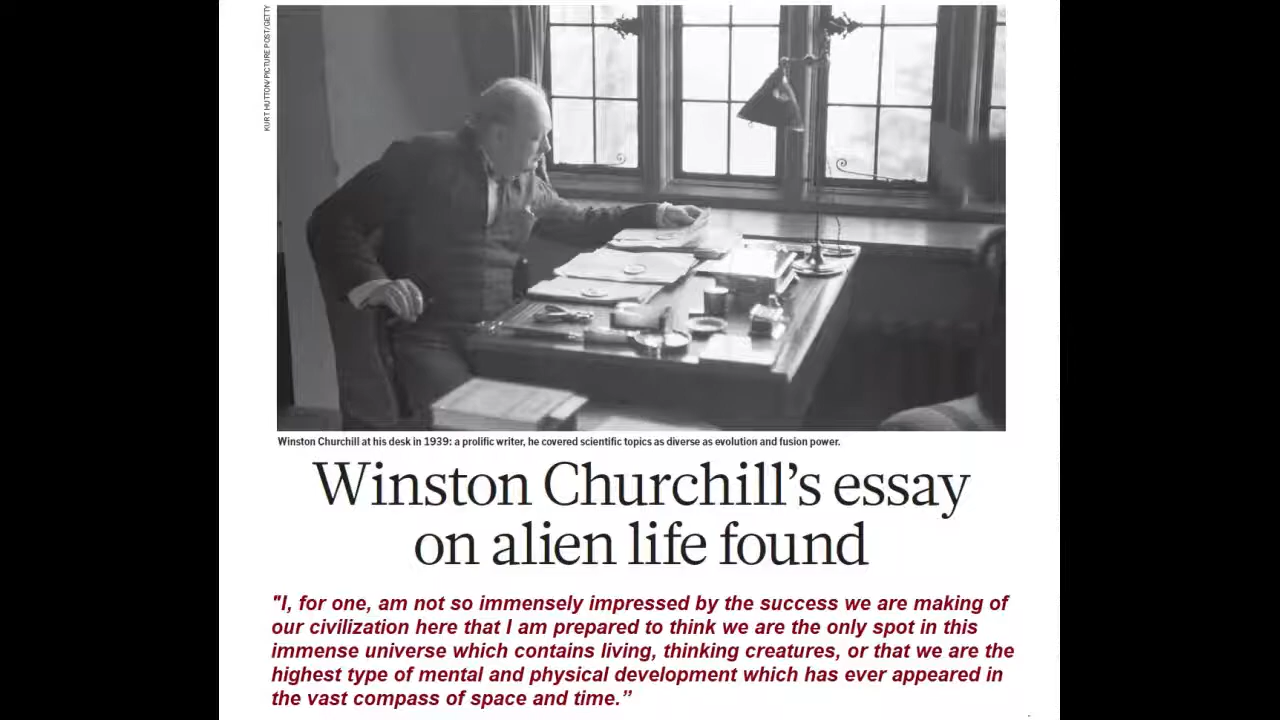 KURT HUTTON/PICTURE POST/GETTY
Winston Churchill at his desk in 1939: a prolific writer, he covered scientific topics as diverse as evolution and fusion power.
Winston Churchill’s essay
on alien life found
"I, for one, am not so immensely impressed by the success we are making of
our civilization here that I am prepared to think we are the only spot in this
immense universe which contains living, thinking creatures, or that we are the
highest type of mental and physical development which has ever appeared in
the vast compass of space and time.”